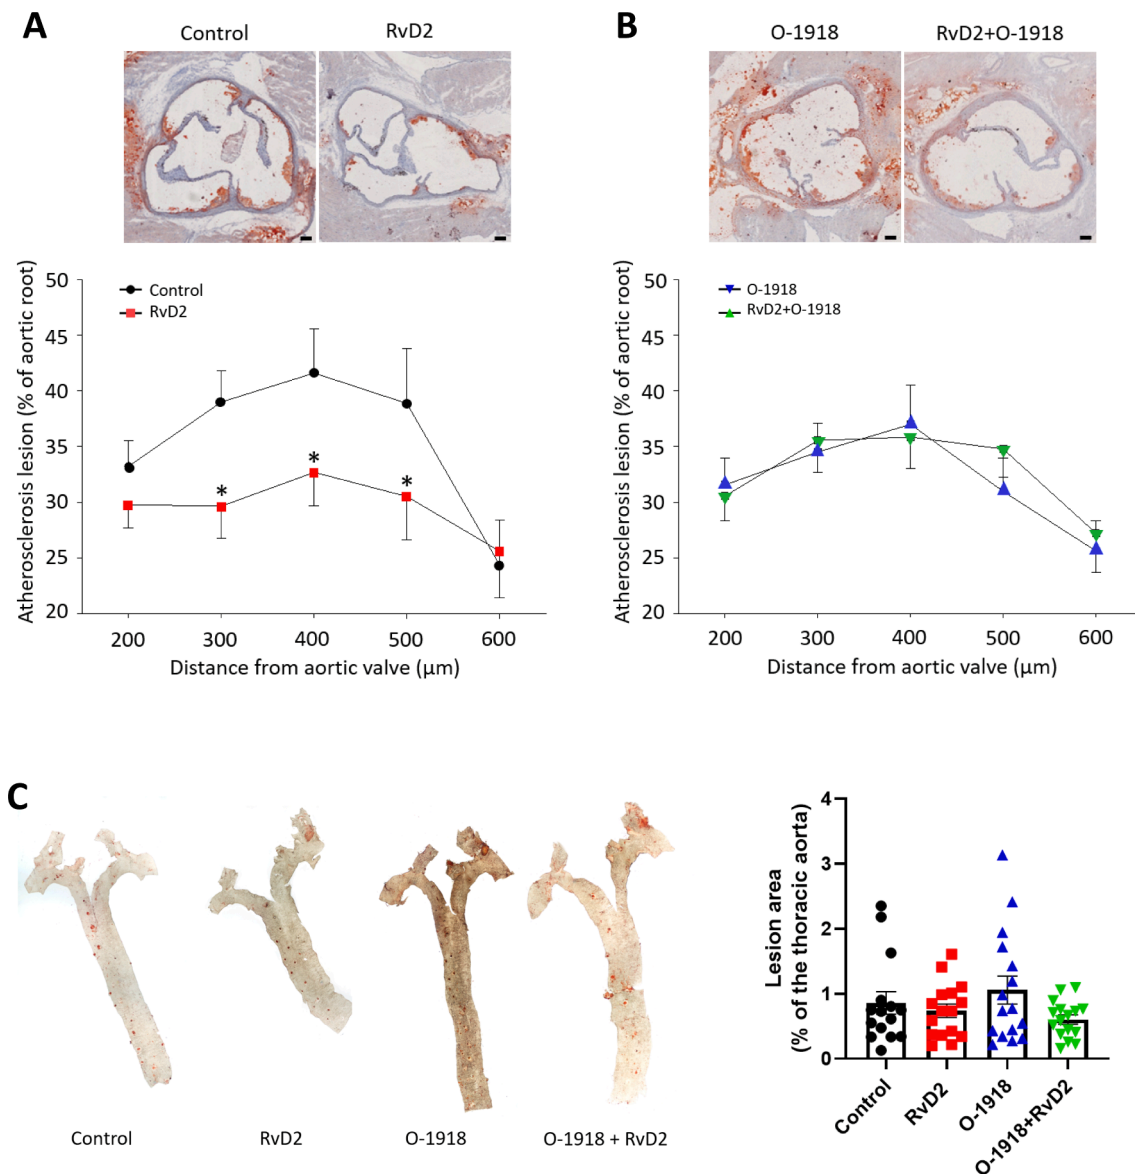 A
Control
RvD2
Atherosclerosis lesion (% of aortic root)
50
45
40
35
30
25
20
Control
RvD2
*
*
*
200
300
400
500
600
Distance from aortic valve (µm)
B
O-1918
RvD2+O-1918
Atherosclerosis lesion (% of aortic root)
50
45
40
35
30
25
20
O-1918
RvD2+O-1918
200
300
400
500
600
Distance from aortic valve (µm)
C
Control
RvD2
O-1918
O-1918 + RvD2
Lesion area
(% of the thoracic aorta)
4
3
2
1
0
Control
RvD2
O-1918
O-1918+RvD2